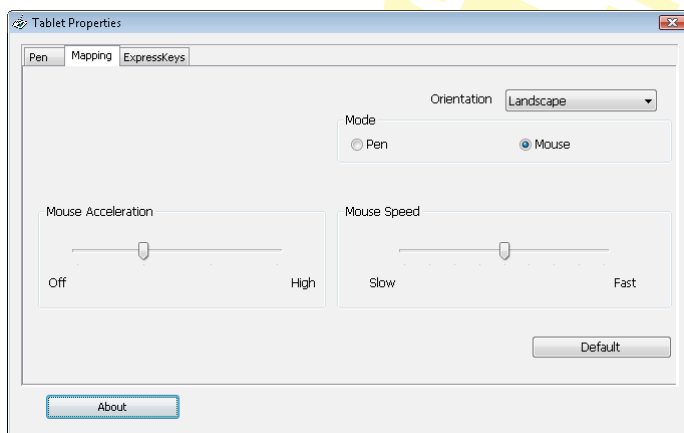 Tablet Properties
Pen Mapping ExpressKeys
Orientation Landscape
Mode
Pen Mouse
Mouse Acceleration Mouse Speed
Off High Slow Fast
Default
About